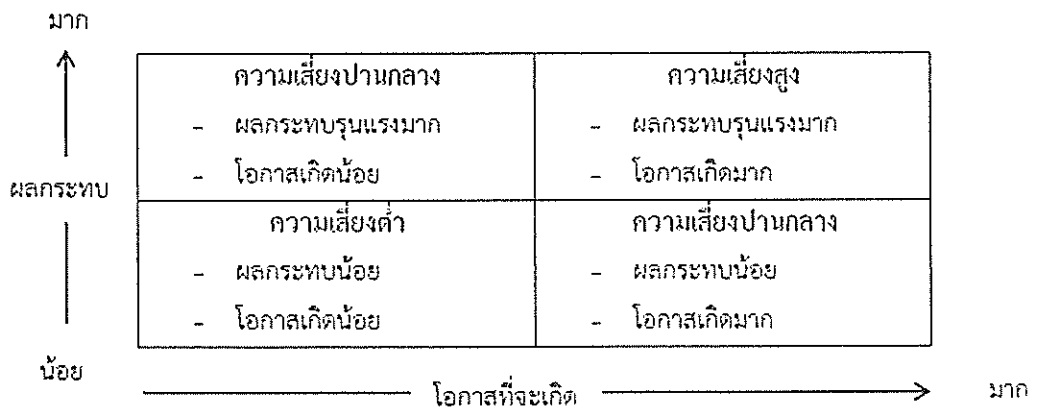 มาก
ความเสี่ยงปานกลาง
- ผลกระทบรุนแรงมาก
- โอกาสเกิดน้อย
ความเสี่ยงสูง
- ผลกระทบรุนแรงมาก
- โอกาสเกิดมาก
ผลกระทบ
ความเสี่ยงต่ำ
- ผลกระทบน้อย
- โอกาสเกิดน้อย
ความเสี่ยงปานกลาง
- ผลกระทบน้อย
- โอกาสเกิดมาก
น้อย
โอกาสที่จะเกิด
มาก